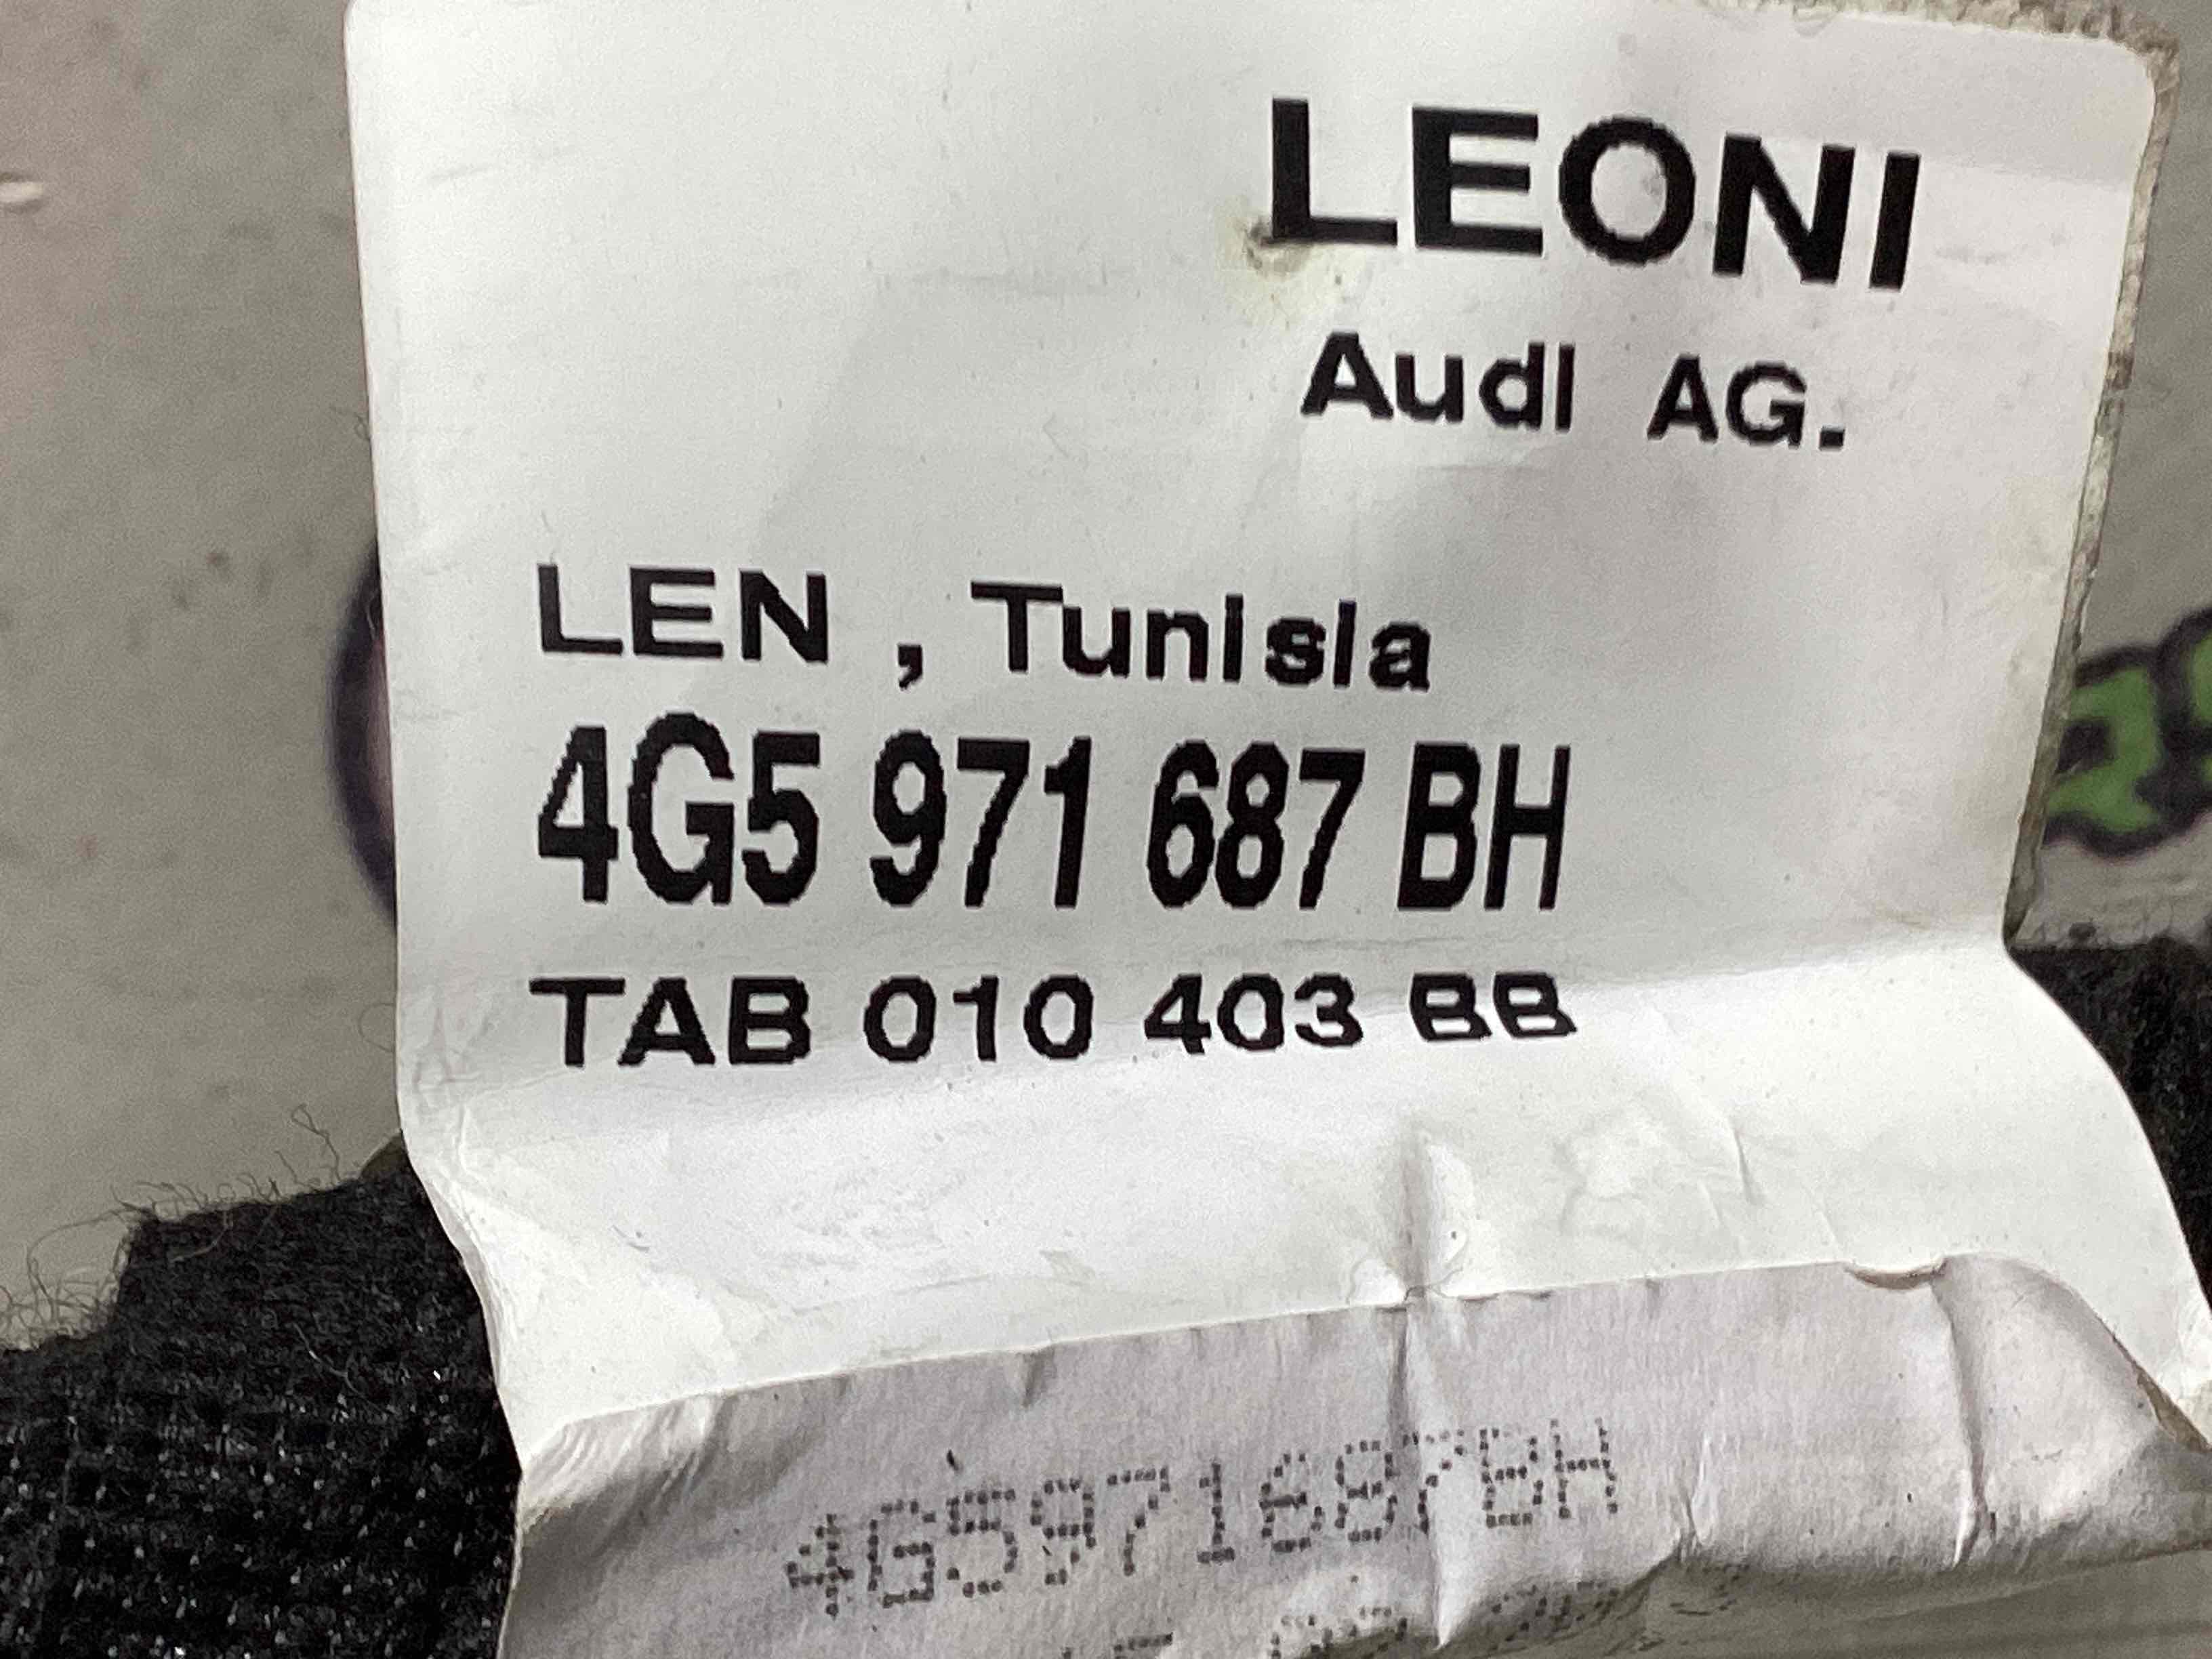 LEONI
Audi AG.
LEN , Tunisia
4G5 971 687 BH
TAB 010 403 BB
4G5971687BH